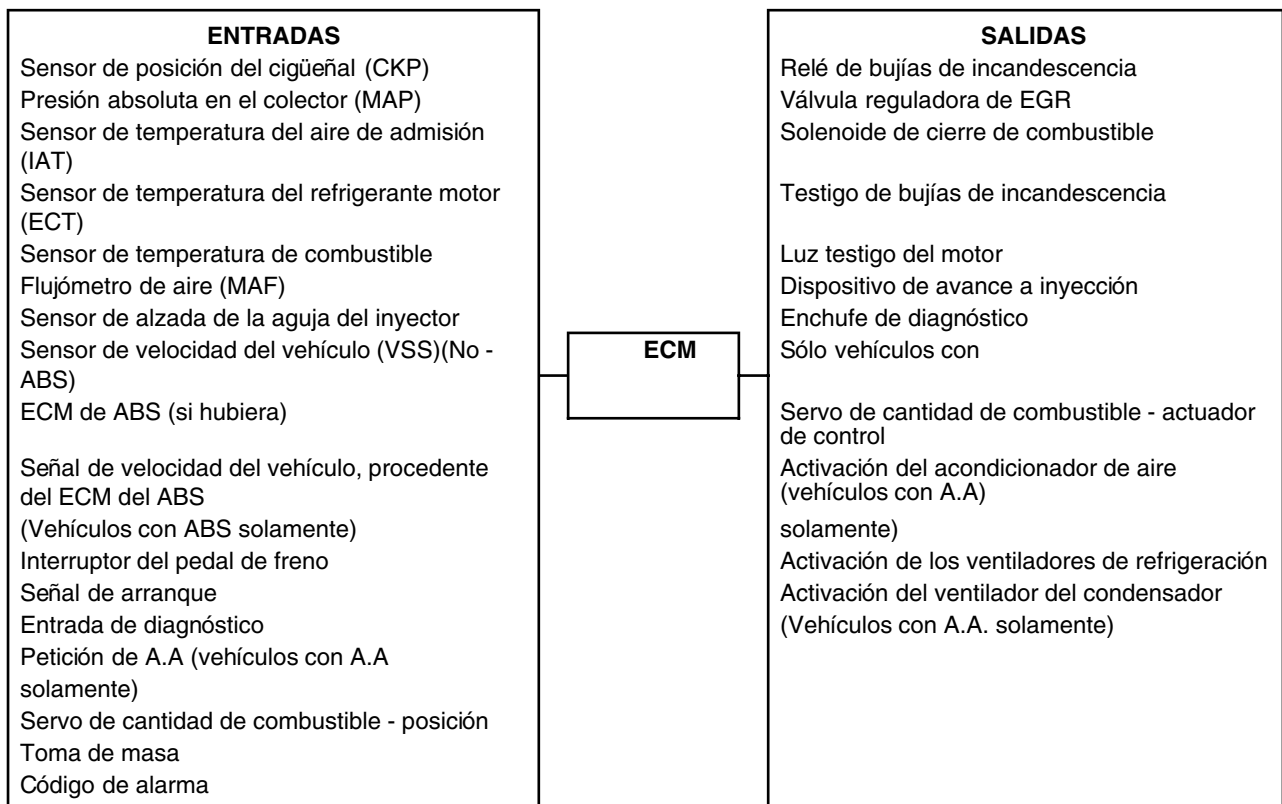 ENTRADAS
Sensor de posición del cigüeñal (CKP)
Presión absoluta en el colector (MAP)
Sensor de temperatura del aire de admisión
(IAT)
Sensor de temperatura del refrigerante motor
(ECT)
Sensor de temperatura de combustible
Flujómetro de aire (MAF)
Sensor de alzada de la aguja del inyector
Sensor de velocidad del vehículo (VSS)(No -
ABS)
ECM de ABS (si hubiera)
Señal de velocidad del vehículo, procedente
del ECM del ABS
(Vehículos con ABS solamente)
Interruptor del pedal de freno
Señal de arranque
Entrada de diagnóstico
Petición de A.A (vehículos con A.A
solamente)
Servo de cantidad de combustible - posición
Toma de masa
Código de alarma
ECM
SALIDAS
Relé de bujías de incandescencia
Válvula reguladora de EGR
Solenoide de cierre de combustible
Testigo de bujías de incandescencia
Luz testigo del motor
Dispositivo de avance a inyección
Enchufe de diagnóstico
Sólo vehículos con
Servo de cantidad de combustible - actuador
de control
Activación del acondicionador de aire
(vehículos con A.A)
solamente)
Activación de los ventiladores de refrigeración
Activación del ventilador del condensador
(Vehículos con A.A. solamente)